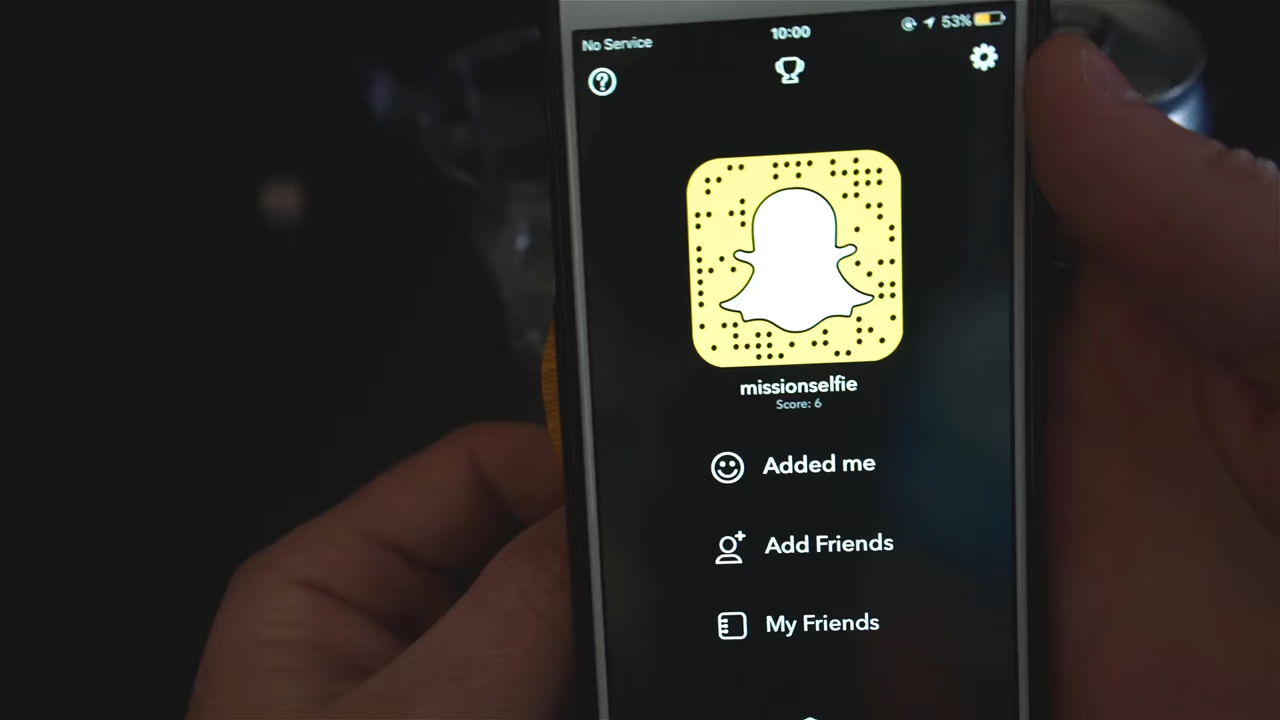 No Service
10:00
53%
missionselfie
Score: 6
Added me
Add Friends
My Friends